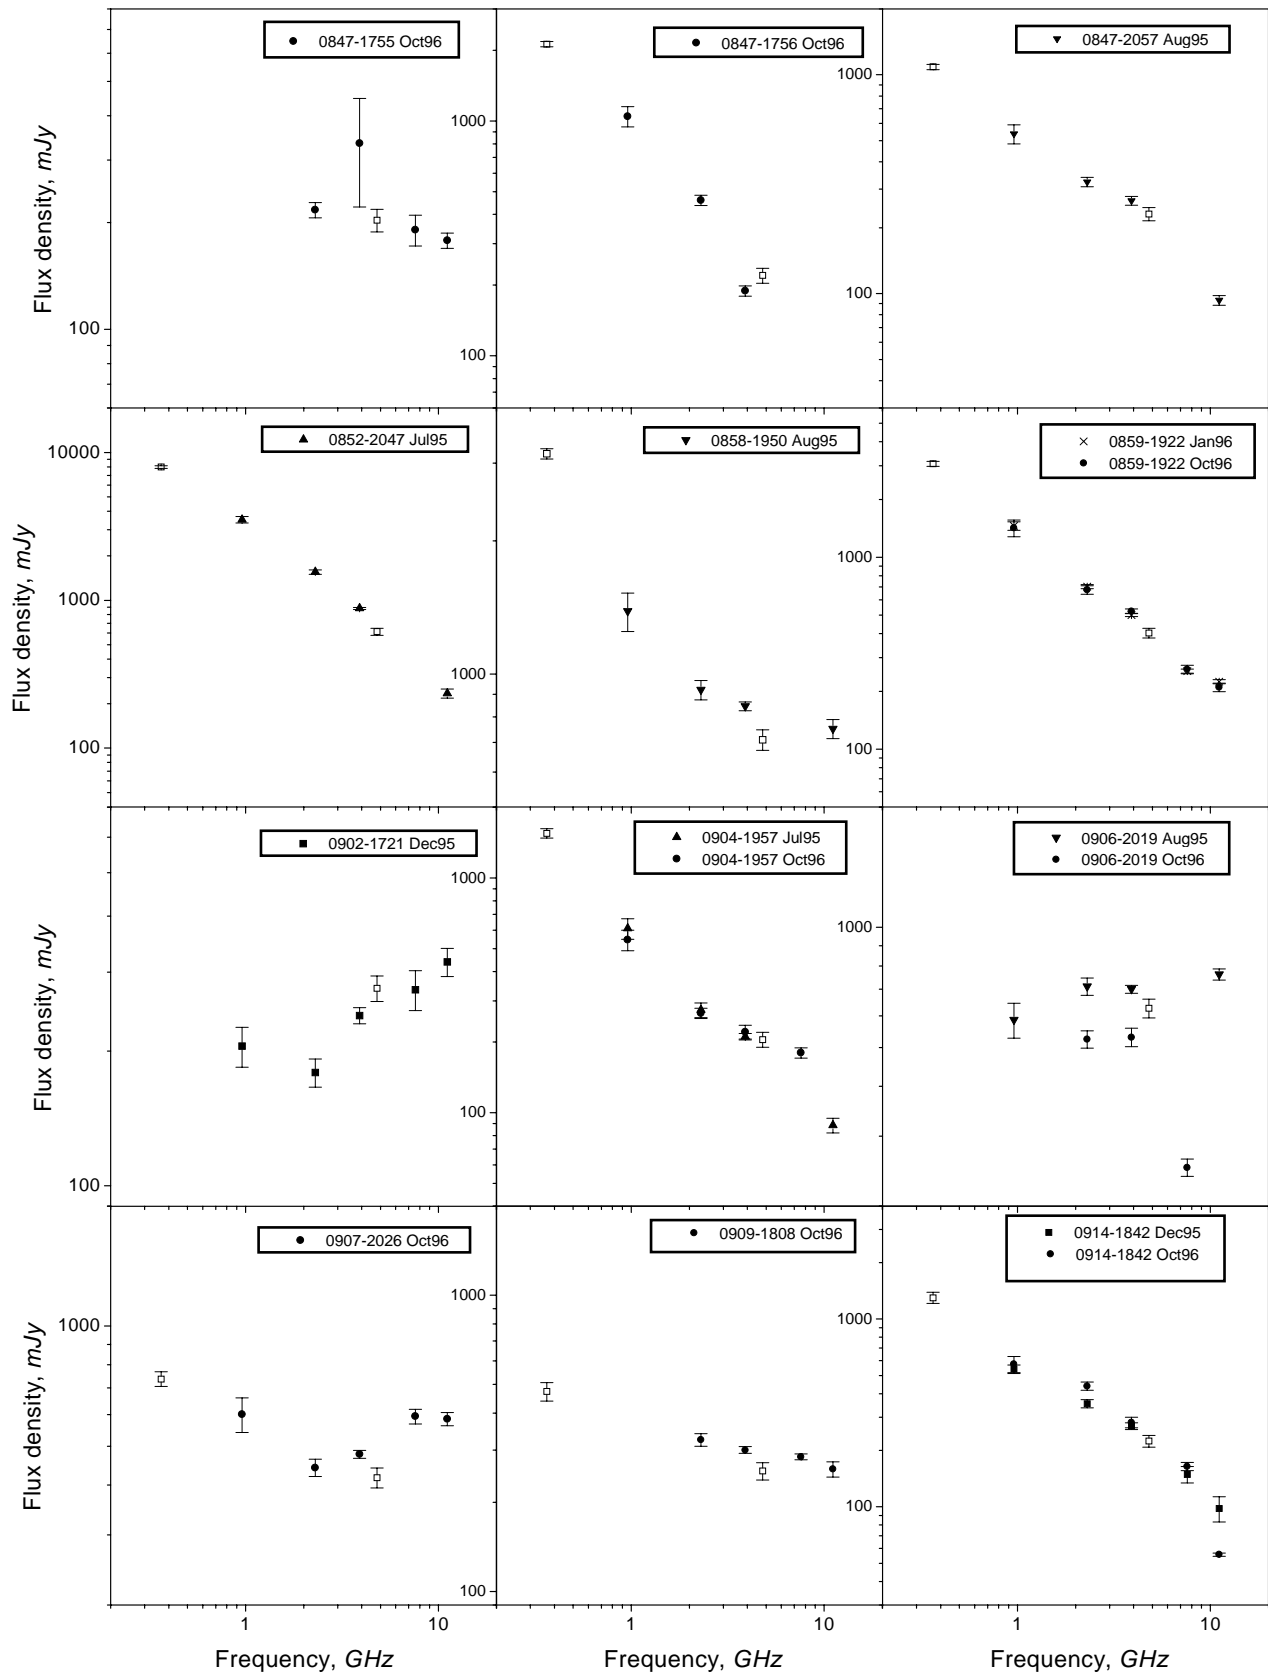 0847-1755 Oct96
0847-1756 Oct96
0847-2057 Aug95
Flux density, mJy
100
1000
100
1000
100
0852-2047 Jul95
0858-1950 Aug95
0859-1922 Jan96
0859-1922 Oct96
Flux density, mJy
10000
1000
100
1000
1000
100
0902-1721 Dec95
0904-1957 Jul95
0904-1957 Oct96
0906-2019 Aug95
0906-2019 Oct96
Flux density, mJy
100
1000
100
1000
0907-2026 Oct96
0909-1808 Oct96
0914-1842 Dec95
0914-1842 Oct96
Flux density, mJy
1000
1000
100
1000
100
1 10
1 10
1 10
Frequency, GHz
Frequency, GHz
Frequency, GHz